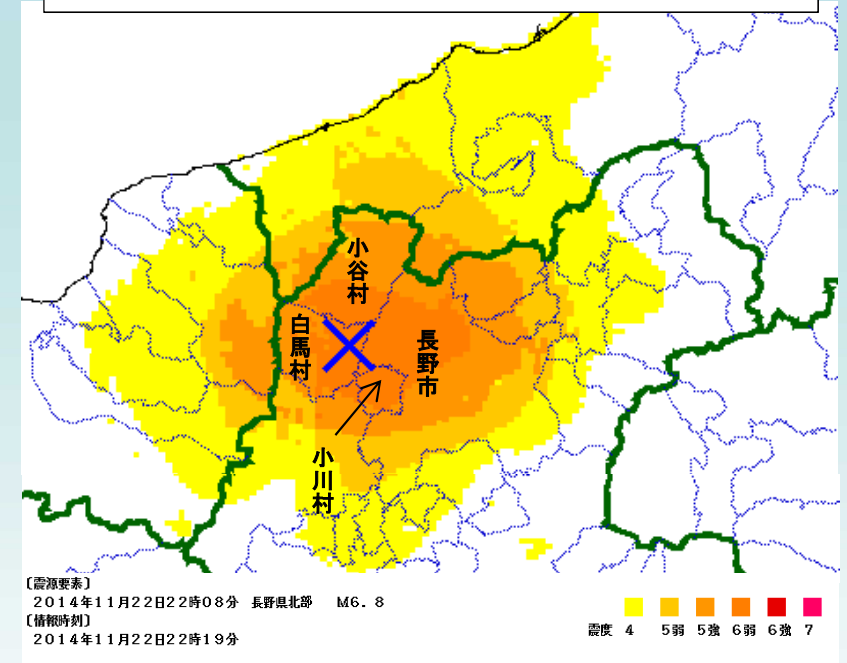 小谷村
白馬村
長野市
小川村
［震源要素］
２０１４年１１月２２日２２時０８分 長野県北部 Ｍ６．８
［情報時刻］
２０１４年１１月２２日２２時１９分
震度 4 5弱 5強 6弱 6強 7